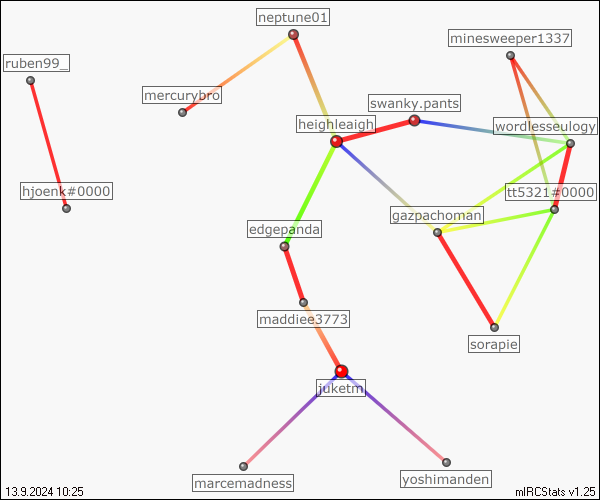 neptune01
minesweeper1337
ruben99_
mercurybro
swanky.pants
heighleaigh
wordlesseulogy
hjoenk#0000
tt5321#0000
gazpachoman
edgepanda
maddiee3773
sorapie
juketm
marcemadness
yoshimanden
13.9.2024 10:25
mIRCStats v1.25